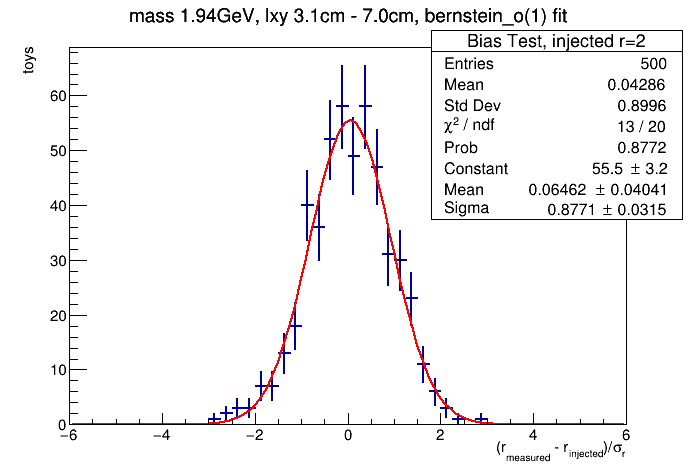 mass 1.94GeV, lxy 3.1cm - 7.0cm, bernstein_o(1) fit
toys
Bias Test, injected r=2
Entries 500
Mean 0.04286
Std Dev 0.8996
χ² / ndf 13 / 20
Prob 0.8772
Constant 55.5 ± 3.2
Mean 0.06462 ± 0.04041
Sigma 0.8771 ± 0.0315
60
50
40
30
20
10
0
−6 −4 −2 0 2 4 6
(r_measured - r_injected)/σ_r